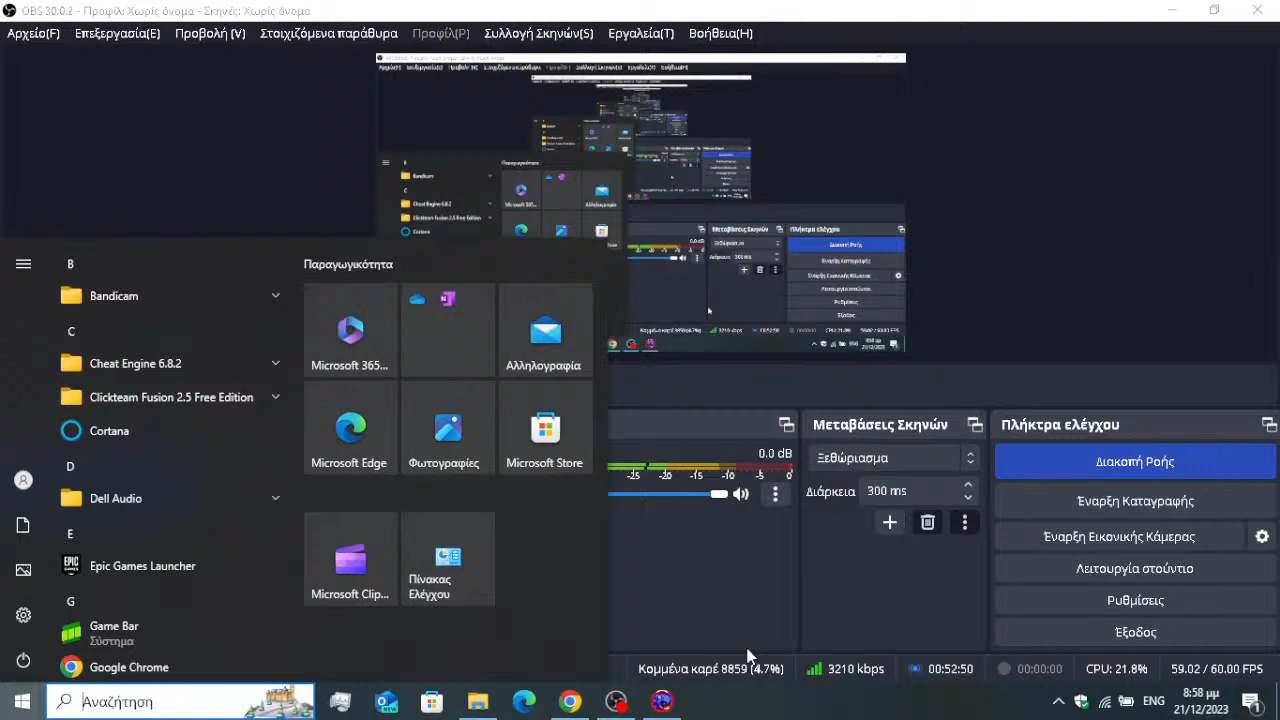 OBS 30.0.2 - Προφίλ: Χωρίς όνομα - Σκηνές: Χωρίς όνομα
Αρχείο(F) Επεξεργασία(E) Προβολή (V) Στοιχιζόμενα παράθυρα Προφίλ(P) Συλλογή Σκηνών(S) Εργαλεία(T) Βοήθεια(H)
B
Bandicam
C
Cheat Engine 6.8.2
Clickteam Fusion 2.5 Free Edition
Cortana
D
Dell Audio
E
Epic Games Launcher
G
Game Bar
Σύστημα
Google Chrome
Παραγωγικότητα
Microsoft 365...
Αλληλογραφία
Microsoft Edge
Φωτογραφίες
Microsoft Store
Microsoft Clip...
Πίνακας
Ελέγχου
0.0 dB
-25 -20 -15 -10 -5 0
Μεταβάσεις Σκηνών
Ξεθώριασμα
Διάρκεια 300 ms
Πλήκτρα ελέγχου
Διακοπή Ροής
Έναρξη Καταγραφής
Έναρξη Εικονικής Κάμερας
Λειτουργία στούντιο
Ρυθμίσεις
Έξοδος
Κομμένα καρέ 8859 (4.7%) 3210 kbps 00:52:50 00:00:00 CPU: 21.8% 59.02 / 60.00 FPS
Αναζήτηση
ΕΝΗ
8:58 μμ
21/12/2023